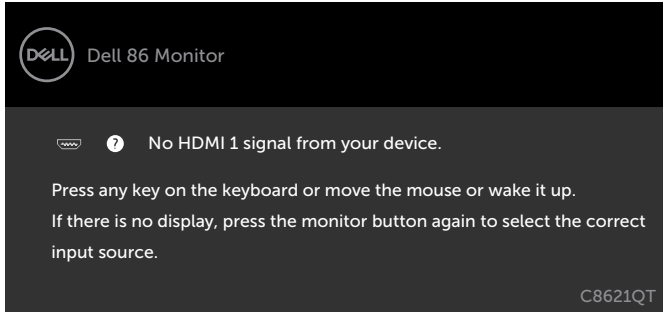 DELL
Dell 86 Monitor
? No HDMI 1 signal from your device.
Press any key on the keyboard or move the mouse or wake it up.
If there is no display, press the monitor button again to select the correct
input source.
C8621QT